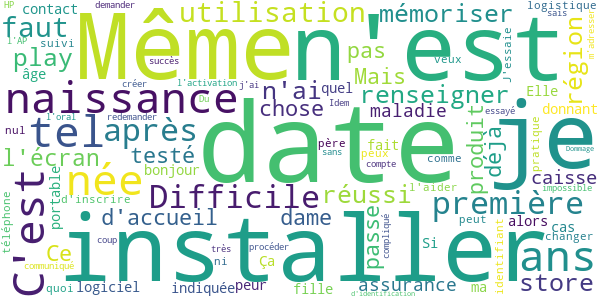 HP
contact
demander
utilisation
mémoriser
logistique
sais
faut
Même
n'est
m'adresser
l'AP
suivi
play
succès
pas
veux
J'essaie
région
âge
créer
l'activation
j'ai
Mais
naissance
n'ai
quel
renseigner
Elle
Du
Idem
essayé
donnant
je
l'oral
redemander
chose
maladie
tel
après
date
nul
père
fait
produit
déjà
pratique
Dommage
l'écran
testé
sans
peux
comme
bonjour
compte
impossible
C'est
née
Difficile
réussi
l'aider
caisse
d'inscrire
portable
passe
première
ans
téléphone
d'accueil
dame
compliqué
peut
alors
cas
Ce
installer
coup
très
procéder
Si
identifiant
changer
communiqué
ni
Ça
store
quoi
logiciel
indiquée
peur
fille
assurance
ma
d'identification